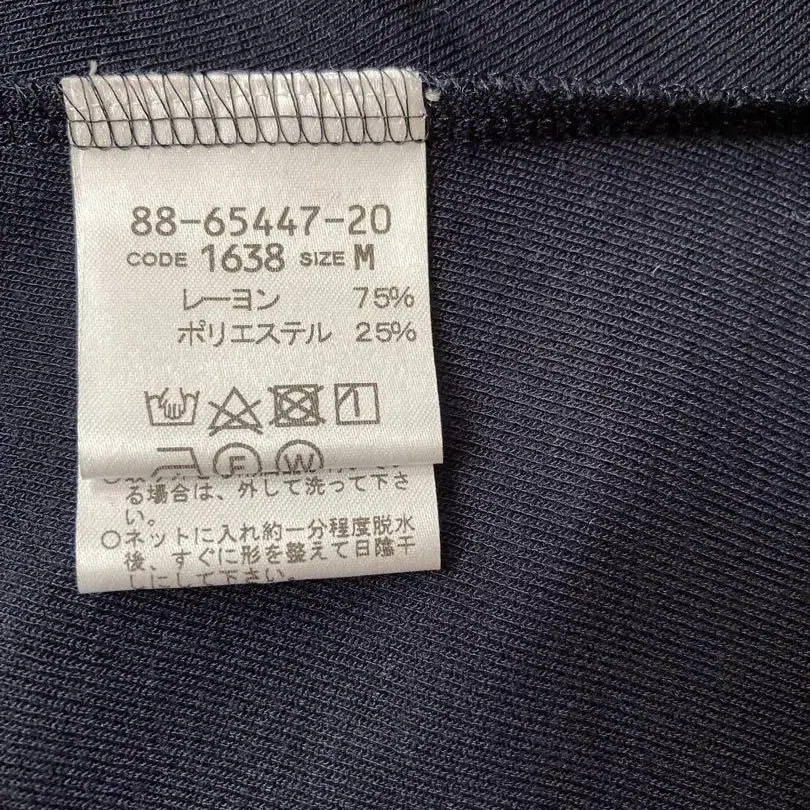 88-65447-20
CODE 1638 SIZE M
レーヨン 75%
ポリエステル 25%
F W
る場合は、外して洗って下さ
い。
○ネットに入れ約一分程度脱水
後、すぐに形を整えて日陰干
しにして下さい。